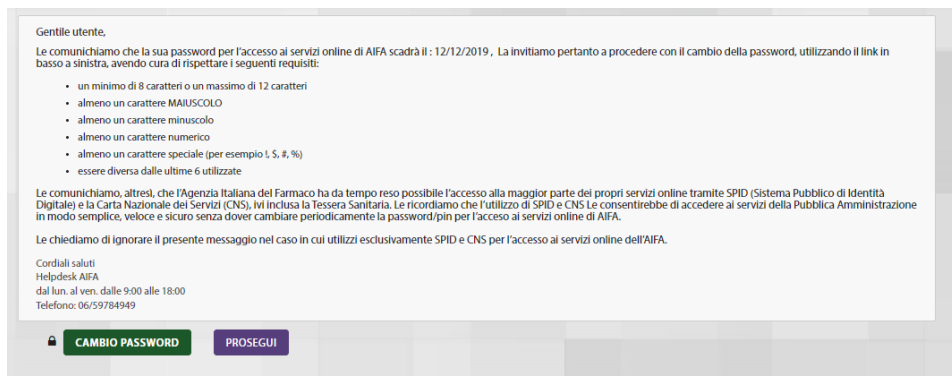 Gentile utente,
Le comunichiamo che la sua password per l'accesso ai servizi online di AIFA scadrà il : 12/12/2019 , La invitiamo pertanto a procedere con il cambio della password, utilizzando il link in
basso a sinistra, avendo cura di rispettare i seguenti requisiti:
• un minimo di 8 caratteri o un massimo di 12 caratteri
• almeno un carattere MAIUSCOLO
• almeno un carattere minuscolo
• almeno un carattere numerico
• almeno un carattere speciale (per esempio !, $, #, %)
• essere diversa dalle ultime 6 utilizzate
Le comunichiamo, altresì, che l'Agenzia Italiana del Farmaco ha da tempo reso possibile l'accesso alla maggior parte dei propri servizi online tramite SPID (Sistema Pubblico di Identità
Digitale) e la Carta Nazionale dei Servizi (CNS), ivi inclusa la Tessera Sanitaria. Le ricordiamo che l'utilizzo di SPID e CNS Le consentirebbe di accedere ai servizi della Pubblica Amministrazione
in modo semplice, veloce e sicuro senza dover cambiare periodicamente la password/pin per l'acceso ai servizi online di AIFA.
Le chiediamo di ignorare il presente messaggio nel caso in cui utilizzi esclusivamente SPID e CNS per l'accesso ai servizi online dell'AIFA.
Cordiali saluti
Helpdesk AIFA
dal lun. al ven. dalle 9:00 alle 18:00
Telefono: 06/59784949
CAMBIO PASSWORD PROSEGUI